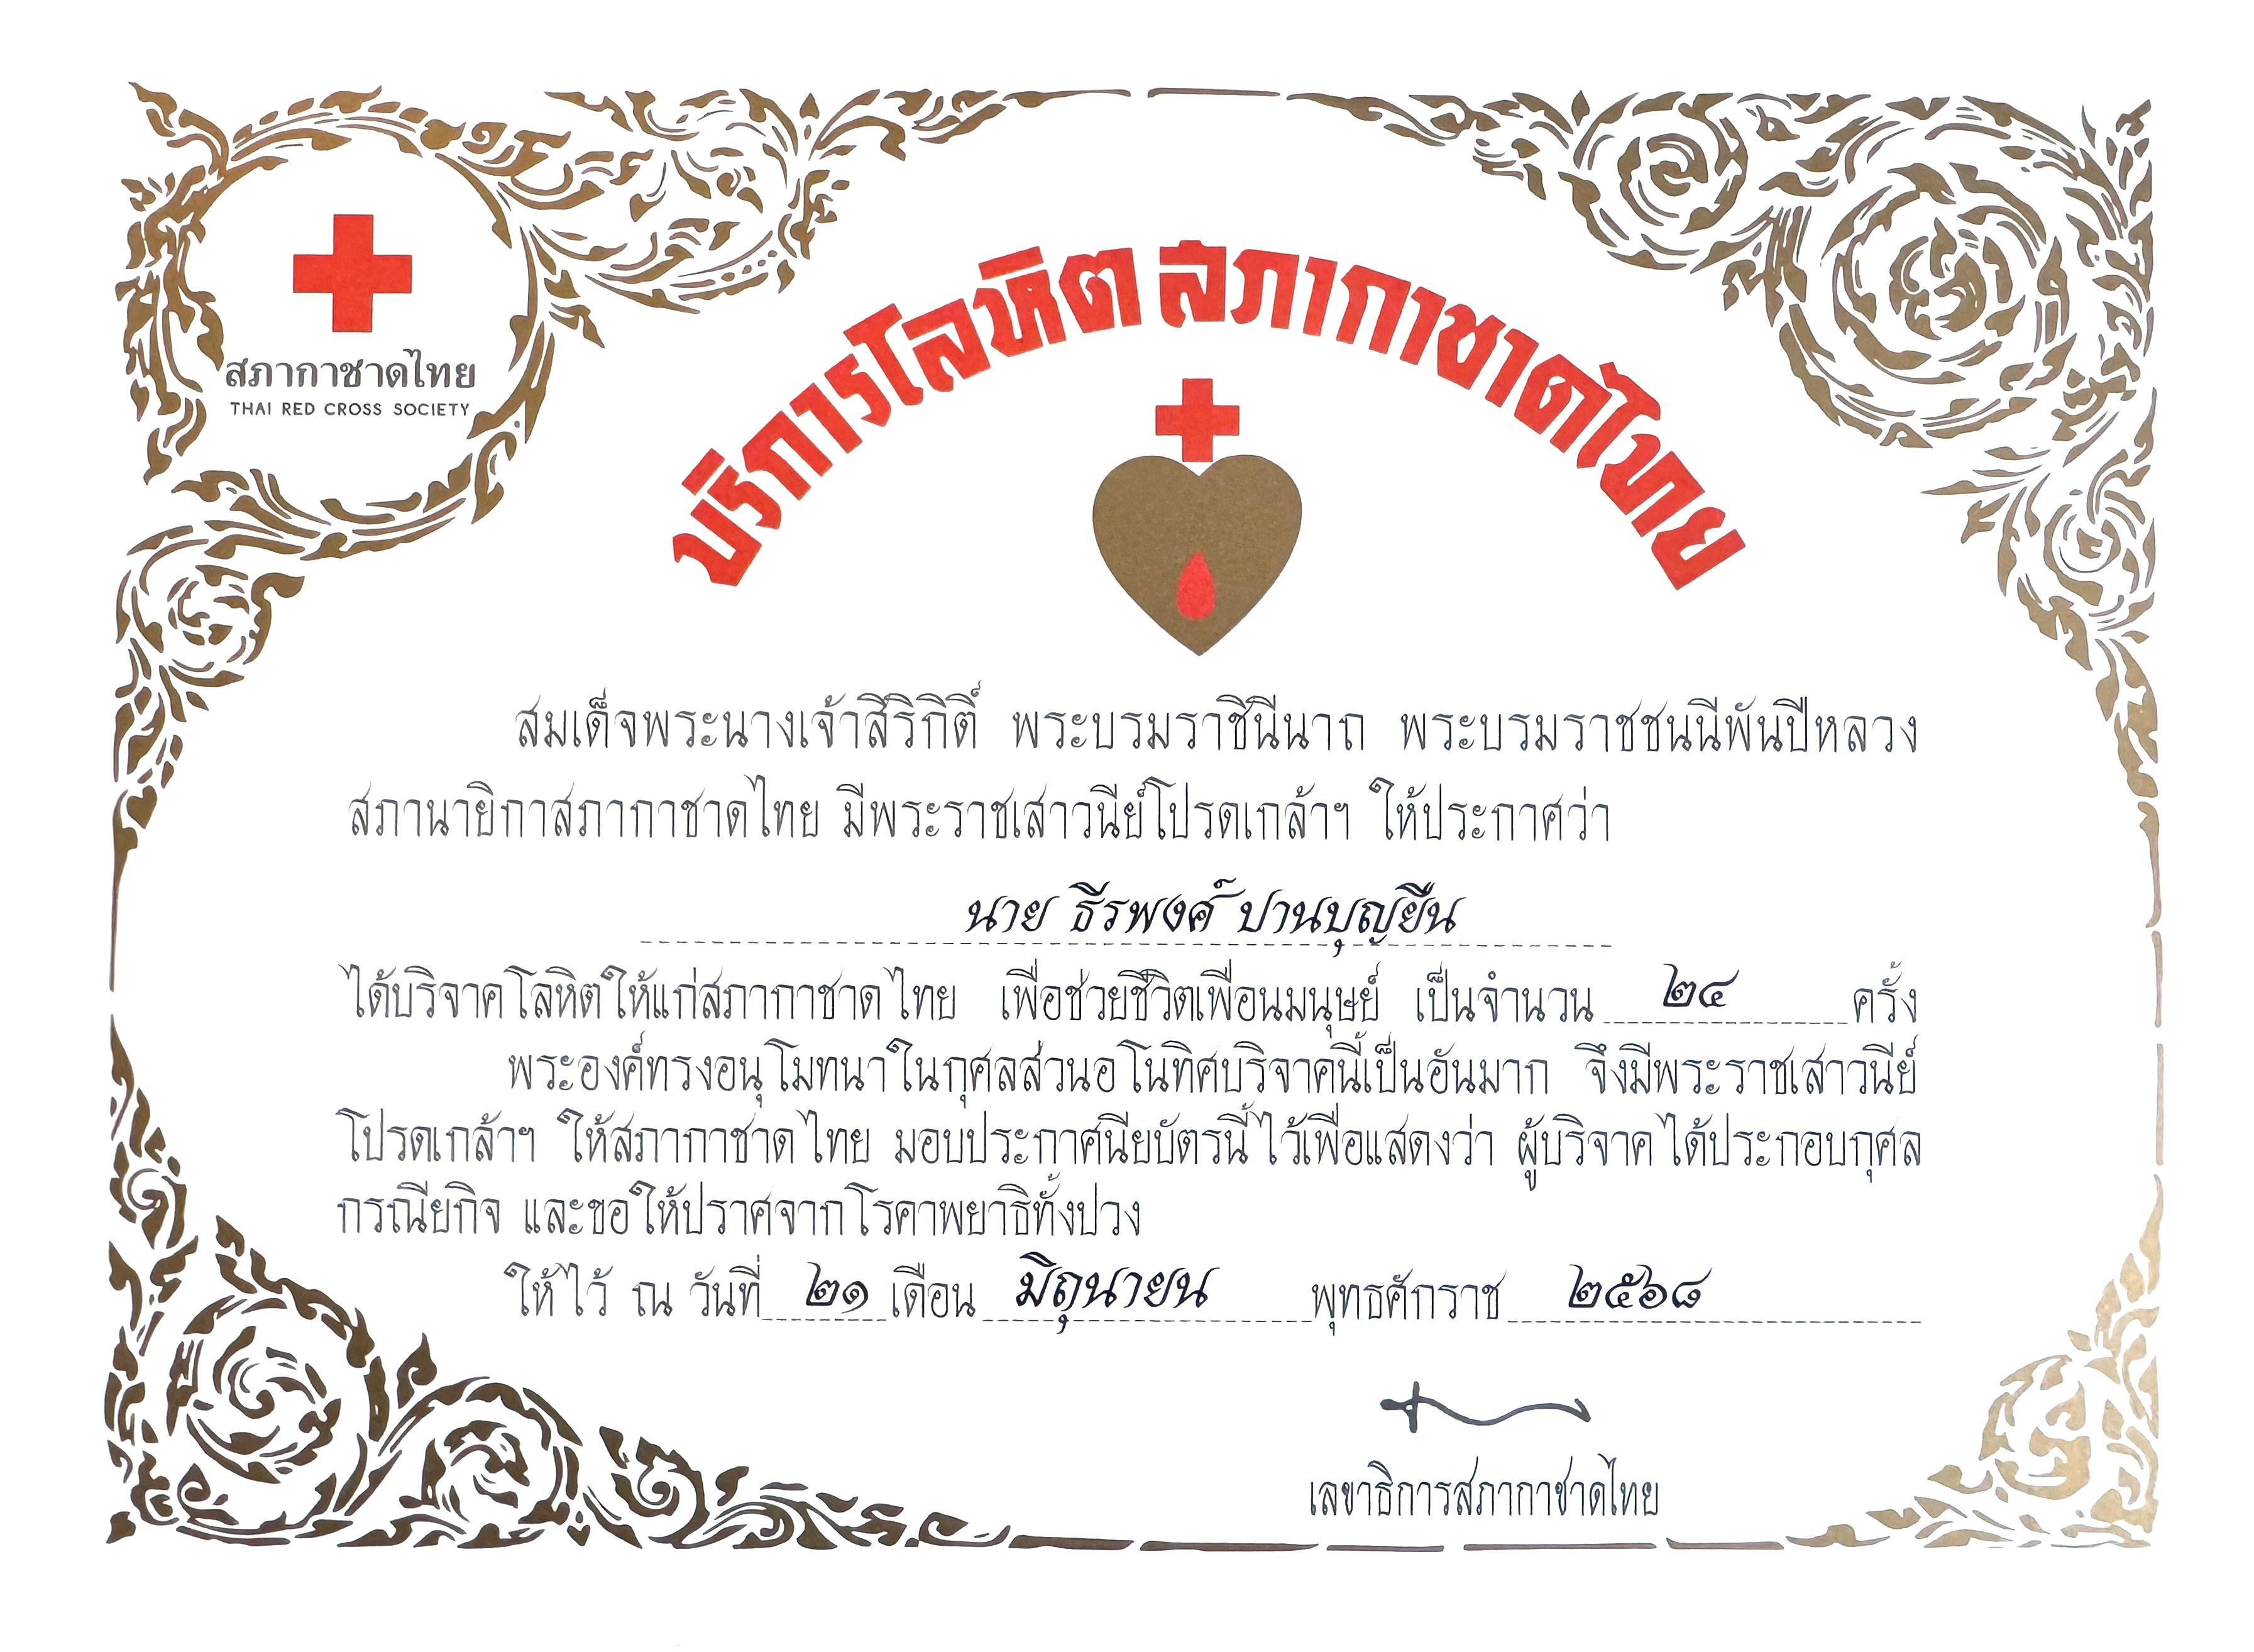 สภากาชาดไทย
THAI RED CROSS SOCIETY
บริการโลหิต สภากาชาดไทย
สมเด็จพระนางเจ้าสิริกิติ์ พระบรมราชินีนาถ พระบรมราชชนนีพันปีหลวง
สภานายิกาสภากาชาดไทย มีพระราชเสาวนีย์โปรดเกล้าฯ ให้ประกาศว่า
นาย ธีรพงศ์ ปานบุญยืน
ได้บริจาคโลหิตให้แก่สภากาชาดไทย เพื่อช่วยชีวิตเพื่อนมนุษย์ เป็นจำนวน ๒๔ ครั้ง
พระองค์ทรงอนุโมทนาในกุศลส่วนอโนทิศบริจาคนี้เป็นอันมาก จึงมีพระราชเสาวนีย์
โปรดเกล้าฯ ให้สภากาชาดไทย มอบประกาศนียบัตรนี้ไว้เพื่อแสดงว่า ผู้บริจาคได้ประกอบกุศล
กรณียกิจ และขอให้ปราศจากโรคาพยาธิทั้งปวง
ให้ไว้ ณ วันที่ ๒๑ เดือน มิถุนายน พุทธศักราช ๒๕๖๘
เลขาธิการสภากาชาดไทย